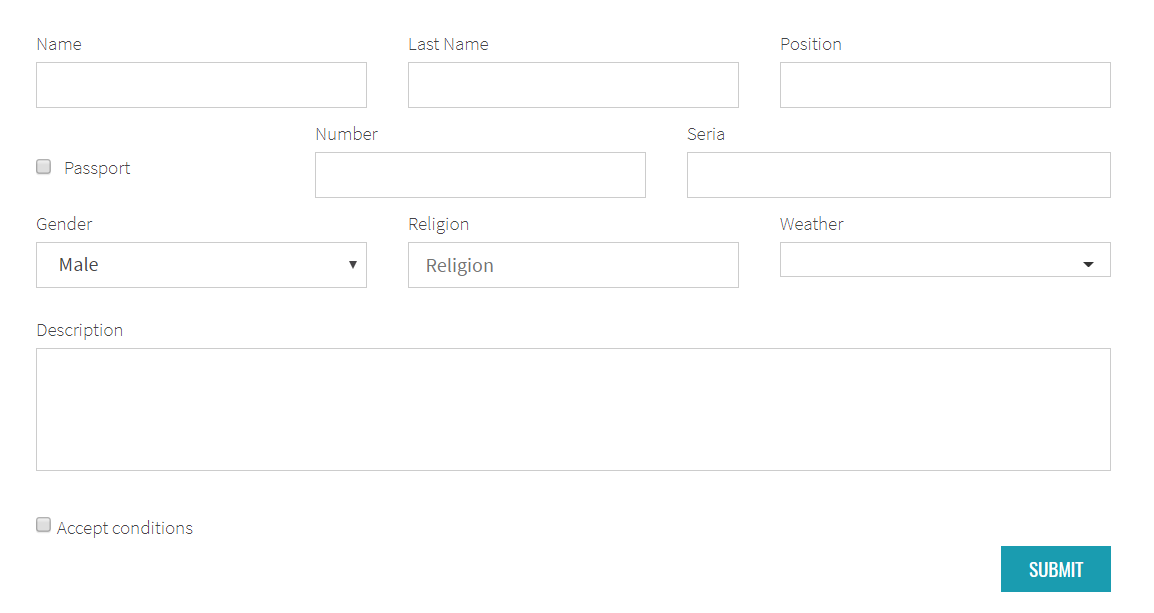 Name Last Name Position
Number Seria
Passport
Gender Religion Weather
Male Religion
Description
Accept conditions
SUBMIT